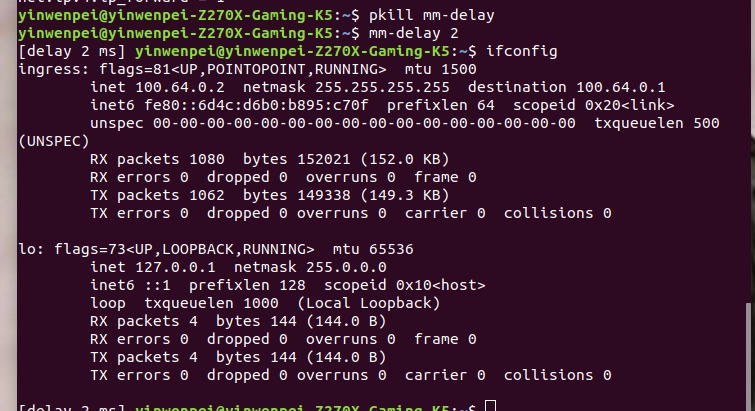 yinwenpei@yinwenpei-Z270X-Gaming-K5:~$ pkill mm-delay
yinwenpei@yinwenpei-Z270X-Gaming-K5:~$ mm-delay 2
[delay 2 ms] yinwenpei@yinwenpei-Z270X-Gaming-K5:~$ ifconfig
ingress: flags=81<UP,POINTOPOINT,RUNNING>  mtu 1500
        inet 100.64.0.2  netmask 255.255.255.255  destination 100.64.0.1
        inet6 fe80::6d4c:d6b0:b895:c70f  prefixlen 64  scopeid 0x20<link>
        unspec 00-00-00-00-00-00-00-00-00-00-00-00-00-00-00-00  txqueuelen 500
(UNSPEC)
        RX packets 1080  bytes 152021 (152.0 KB)
        RX errors 0  dropped 0  overruns 0  frame 0
        TX packets 1062  bytes 149338 (149.3 KB)
        TX errors 0  dropped 0 overruns 0  carrier 0  collisions 0
lo: flags=73<UP,LOOPBACK,RUNNING>  mtu 65536
        inet 127.0.0.1  netmask 255.0.0.0
        inet6 ::1  prefixlen 128  scopeid 0x10<host>
        loop  txqueuelen 1000  (Local Loopback)
        RX packets 4  bytes 144 (144.0 B)
        RX errors 0  dropped 0  overruns 0  frame 0
        TX packets 4  bytes 144 (144.0 B)
        TX errors 0  dropped 0 overruns 0  carrier 0  collisions 0
[delay 2 ms] yinwenpei@yinwenpei-Z270X-Gaming-K5:~$